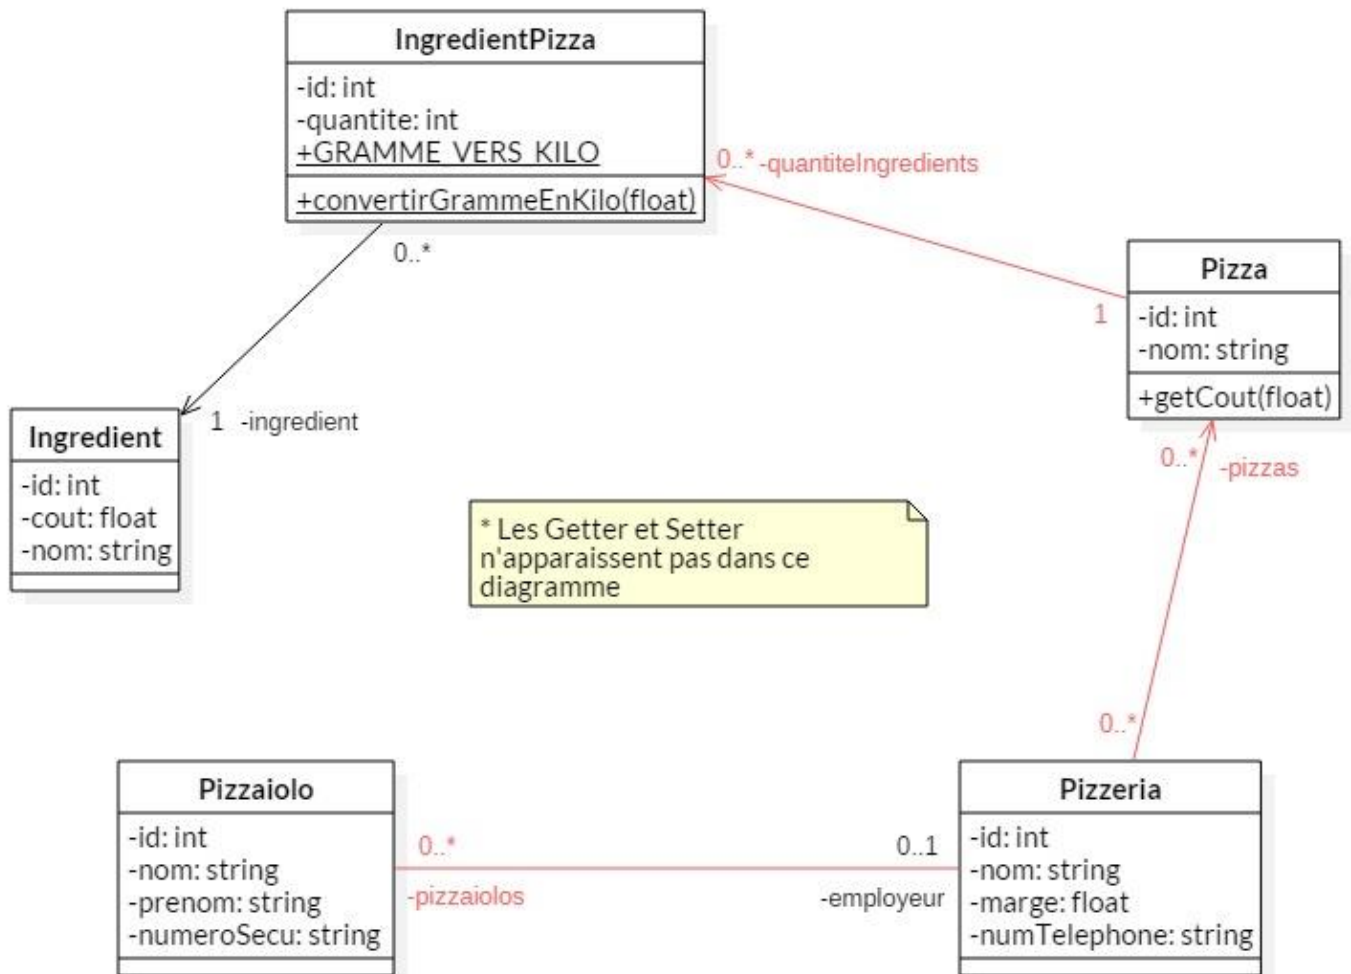 IngredientPizza
-id: int
-quantite: int
+GRAMME_VERS_KILO
+convertirGrammeEnKilo(float)
0..* -quantiteIngredients
0..*
Pizza
-id: int
-nom: string
+getCout(float)
1
1 -ingredient
Ingredient
-id: int
-cout: float
-nom: string
0..* -pizzas
* Les Getter et Setter
n'apparaissent pas dans ce
diagramme
0..*
Pizzaiolo
-id: int
-nom: string
-prenom: string
-numeroSecu: string
0..*
-pizzaiolos
0..1
-employeur
Pizzeria
-id: int
-nom: string
-marge: float
-numTelephone: string